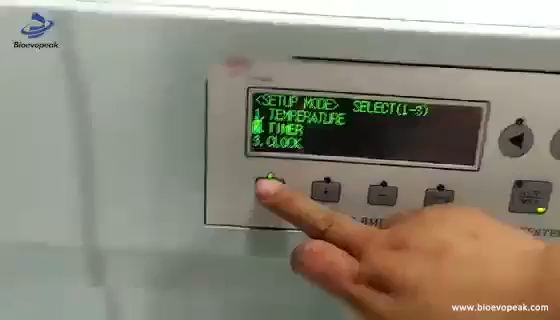 Bioevopeak
<SETUP MODE> SELECT(1-3)
1. TEMPERATURE
2. TIMER
3. CLOCK
+
-
www.bioevopeak.com